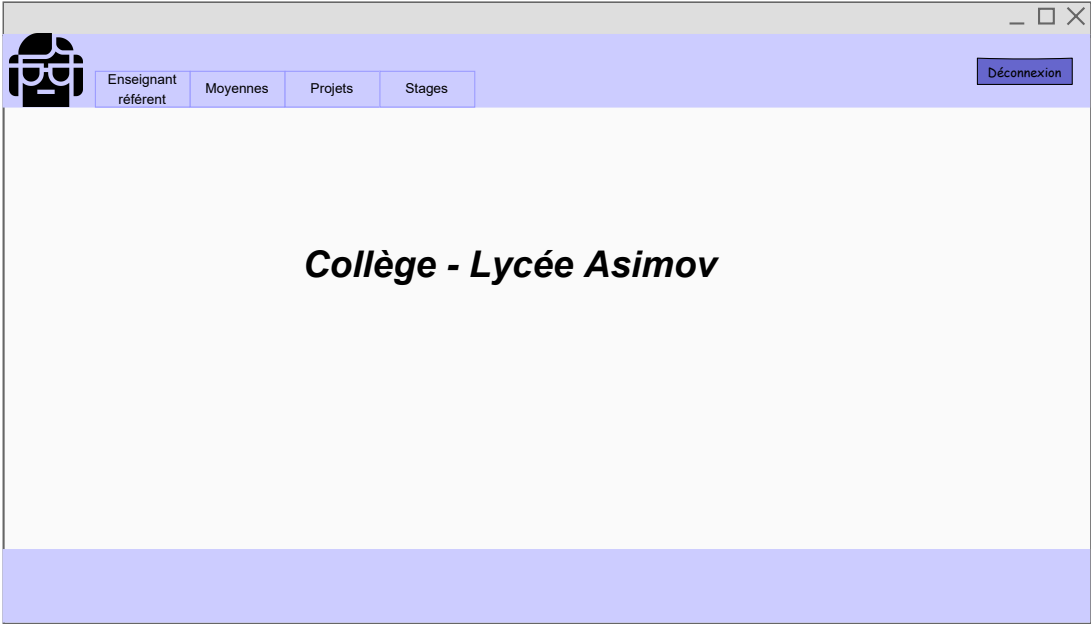 Enseignant
référent
Moyennes
Projets
Stages
Déconnexion
Collège - Lycée Asimov